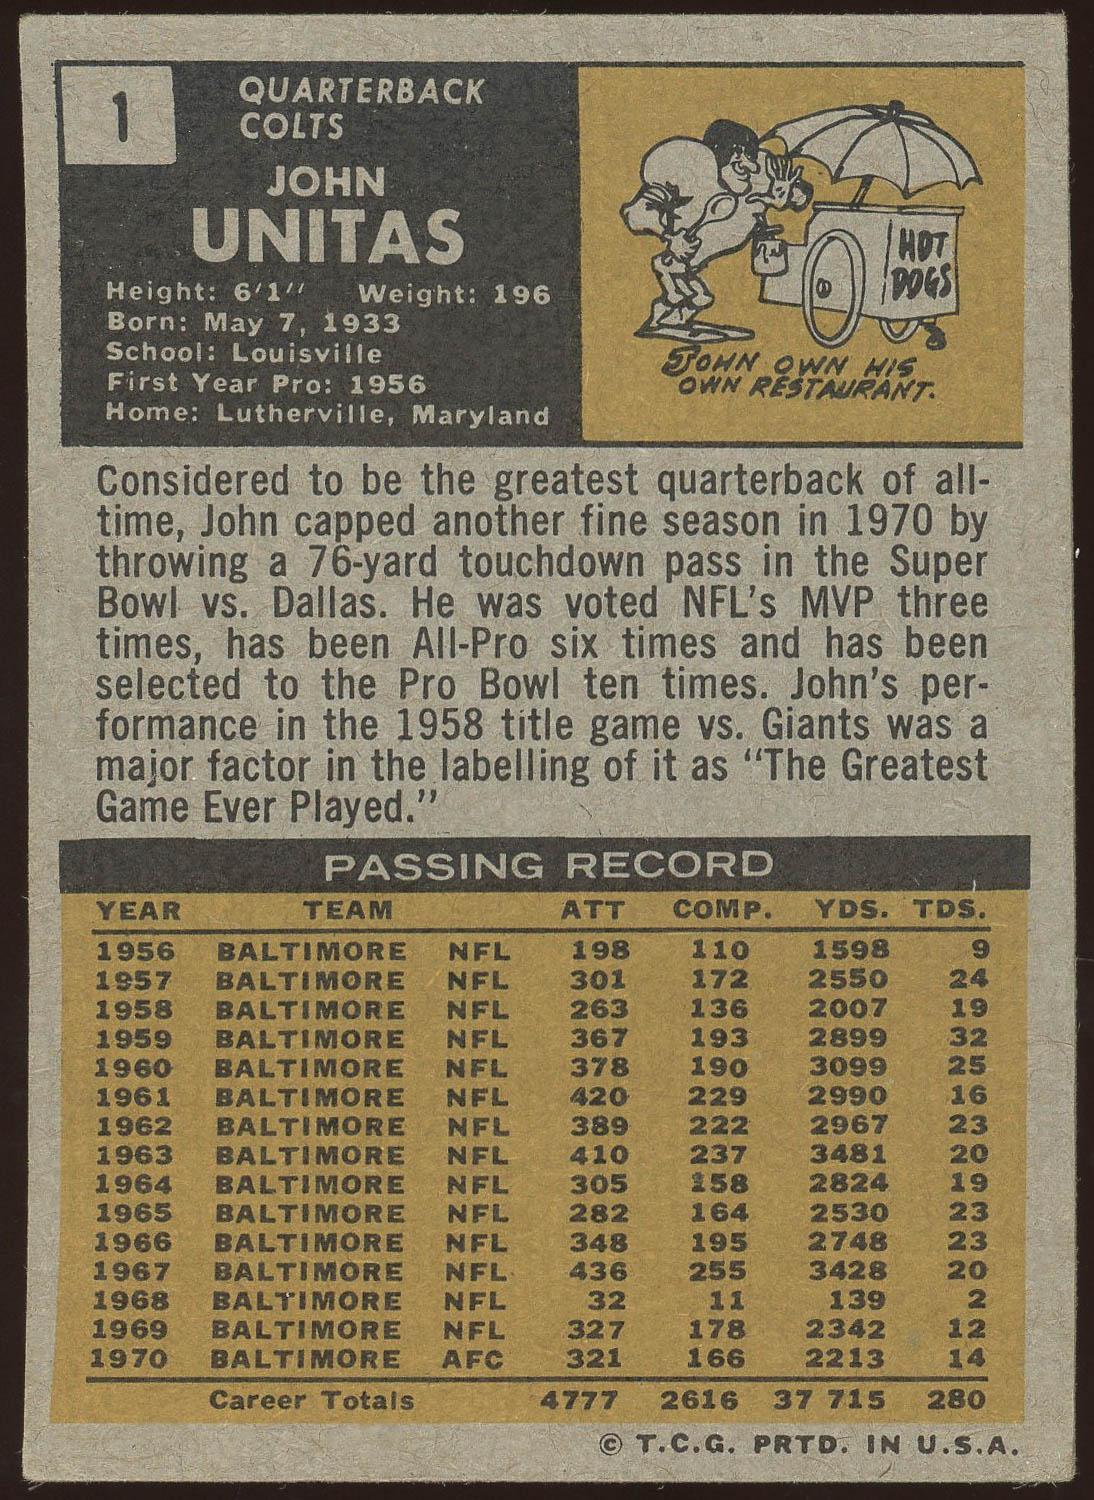 1
QUARTERBACK
COLTS
JOHN
UNITAS
Height: 6'1" Weight: 196
Born: May 7, 1933
School: Louisville
First Year Pro: 1956
Home: Lutherville, Maryland
HOT
DOGS
JOHN OWN HIS
OWN RESTAURANT.
Considered to be the greatest quarterback of all-
time, John capped another fine season in 1970 by
throwing a 76-yard touchdown pass in the Super
Bowl vs. Dallas. He was voted NFL's MVP three
times, has been All-Pro six times and has been
selected to the Pro Bowl ten times. John's per-
formance in the 1958 title game vs. Giants was a
major factor in the labelling of it as "The Greatest
Game Ever Played."
PASSING RECORD
YEAR TEAM ATT COMP. YDS. TDS.
1956 BALTIMORE NFL 198 110 1598 9
1957 BALTIMORE NFL 301 172 2550 24
1958 BALTIMORE NFL 263 136 2007 19
1959 BALTIMORE NFL 367 193 2899 32
1960 BALTIMORE NFL 378 190 3099 25
1961 BALTIMORE NFL 420 229 2990 16
1962 BALTIMORE NFL 389 222 2967 23
1963 BALTIMORE NFL 410 237 3481 20
1964 BALTIMORE NFL 305 158 2824 19
1965 BALTIMORE NFL 282 164 2530 23
1966 BALTIMORE NFL 348 195 2748 23
1967 BALTIMORE NFL 436 255 3428 20
1968 BALTIMORE NFL 32 11 139 2
1969 BALTIMORE NFL 327 178 2342 12
1970 BALTIMORE AFC 321 166 2213 14
Career Totals 4777 2616 37 715 280
© T.C.G. PRTD. IN U.S.A.